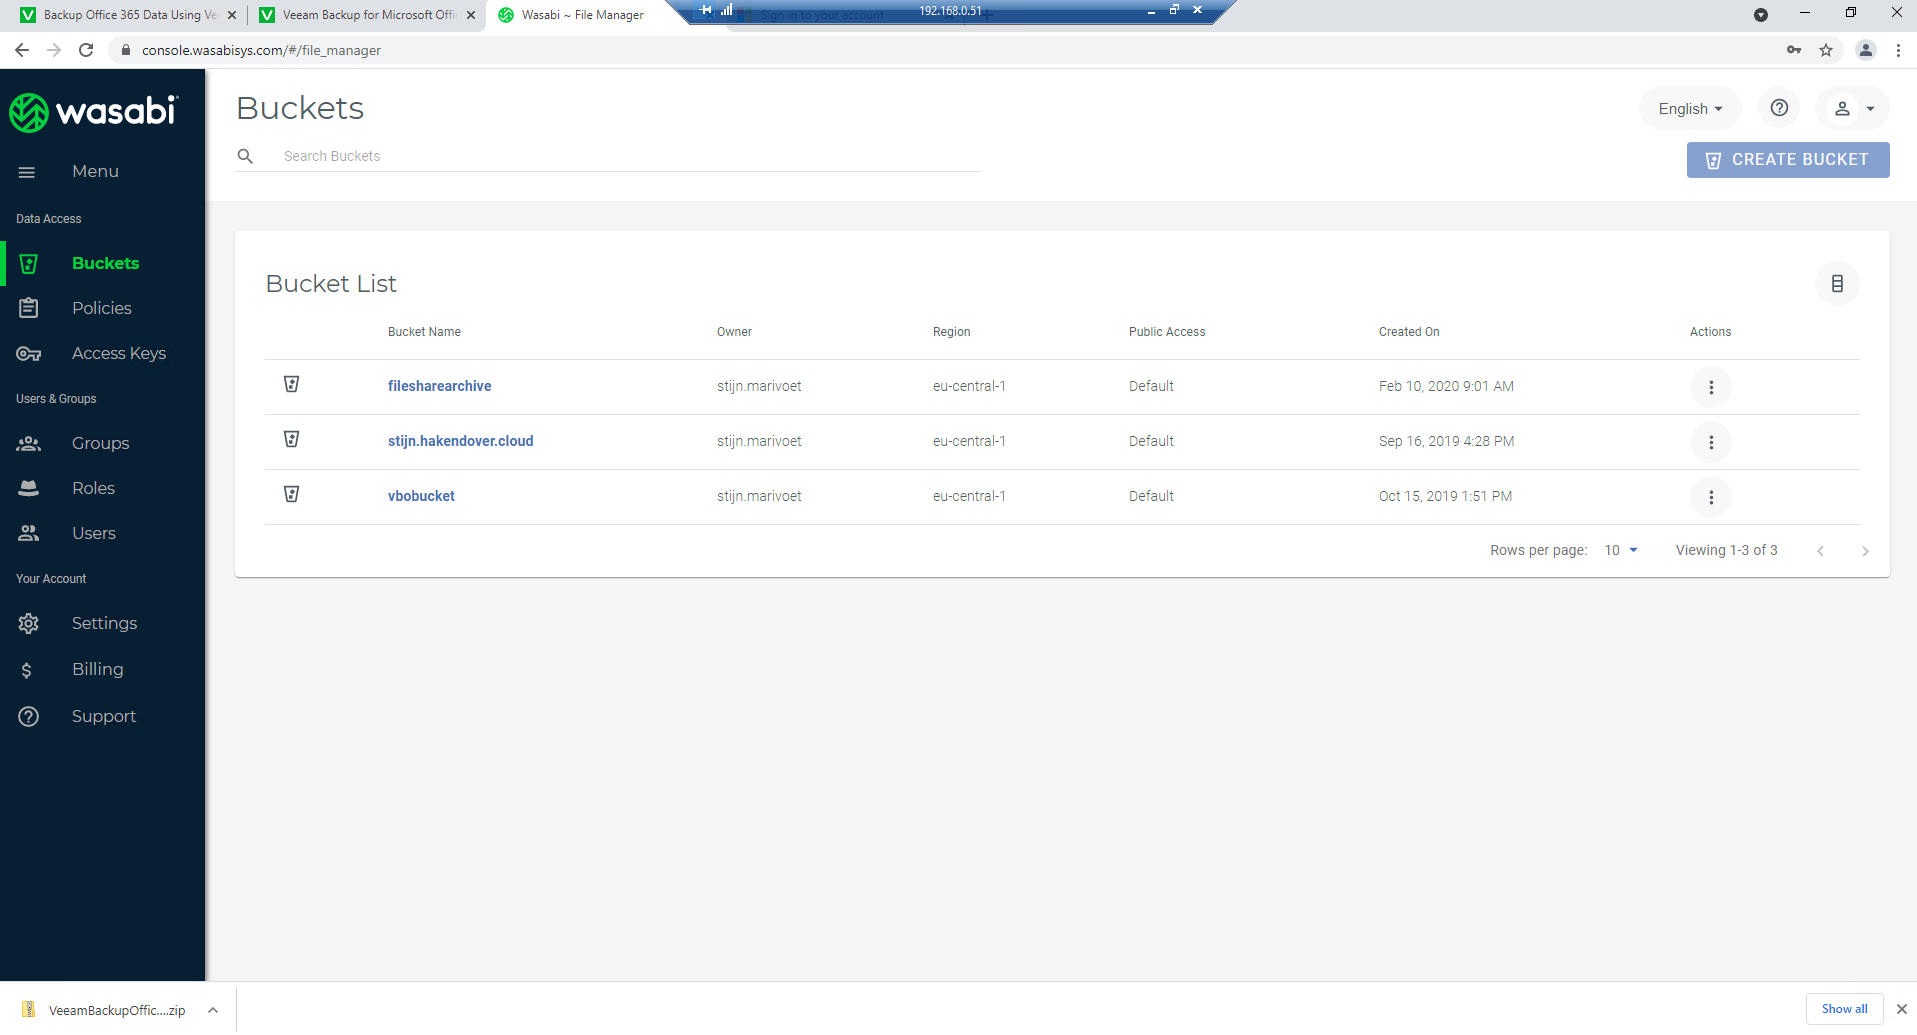 Backup Office 365 Data Using Ve
Veeam Backup for Microsoft Offi
Wasabi ~ File Manager
Sign in to your account
192.168.0.51
console.wasabisys.com/#/file_manager
wasabi
Menu
Data Access
Buckets
Policies
Access Keys
Users & Groups
Groups
Roles
Users
Your Account
Settings
Billing
Support
Buckets
English
Search Buckets
CREATE BUCKET
Bucket List
Bucket Name Owner Region Public Access Created On Actions
filesharearchive stijn.marivoet eu-central-1 Default Feb 10, 2020 9:01 AM
stijn.hakendover.cloud stijn.marivoet eu-central-1 Default Sep 16, 2019 4:28 PM
vbobucket stijn.marivoet eu-central-1 Default Oct 15, 2019 1:51 PM
Rows per page: 10 Viewing 1-3 of 3
VeeamBackupOffic....zip
Show all